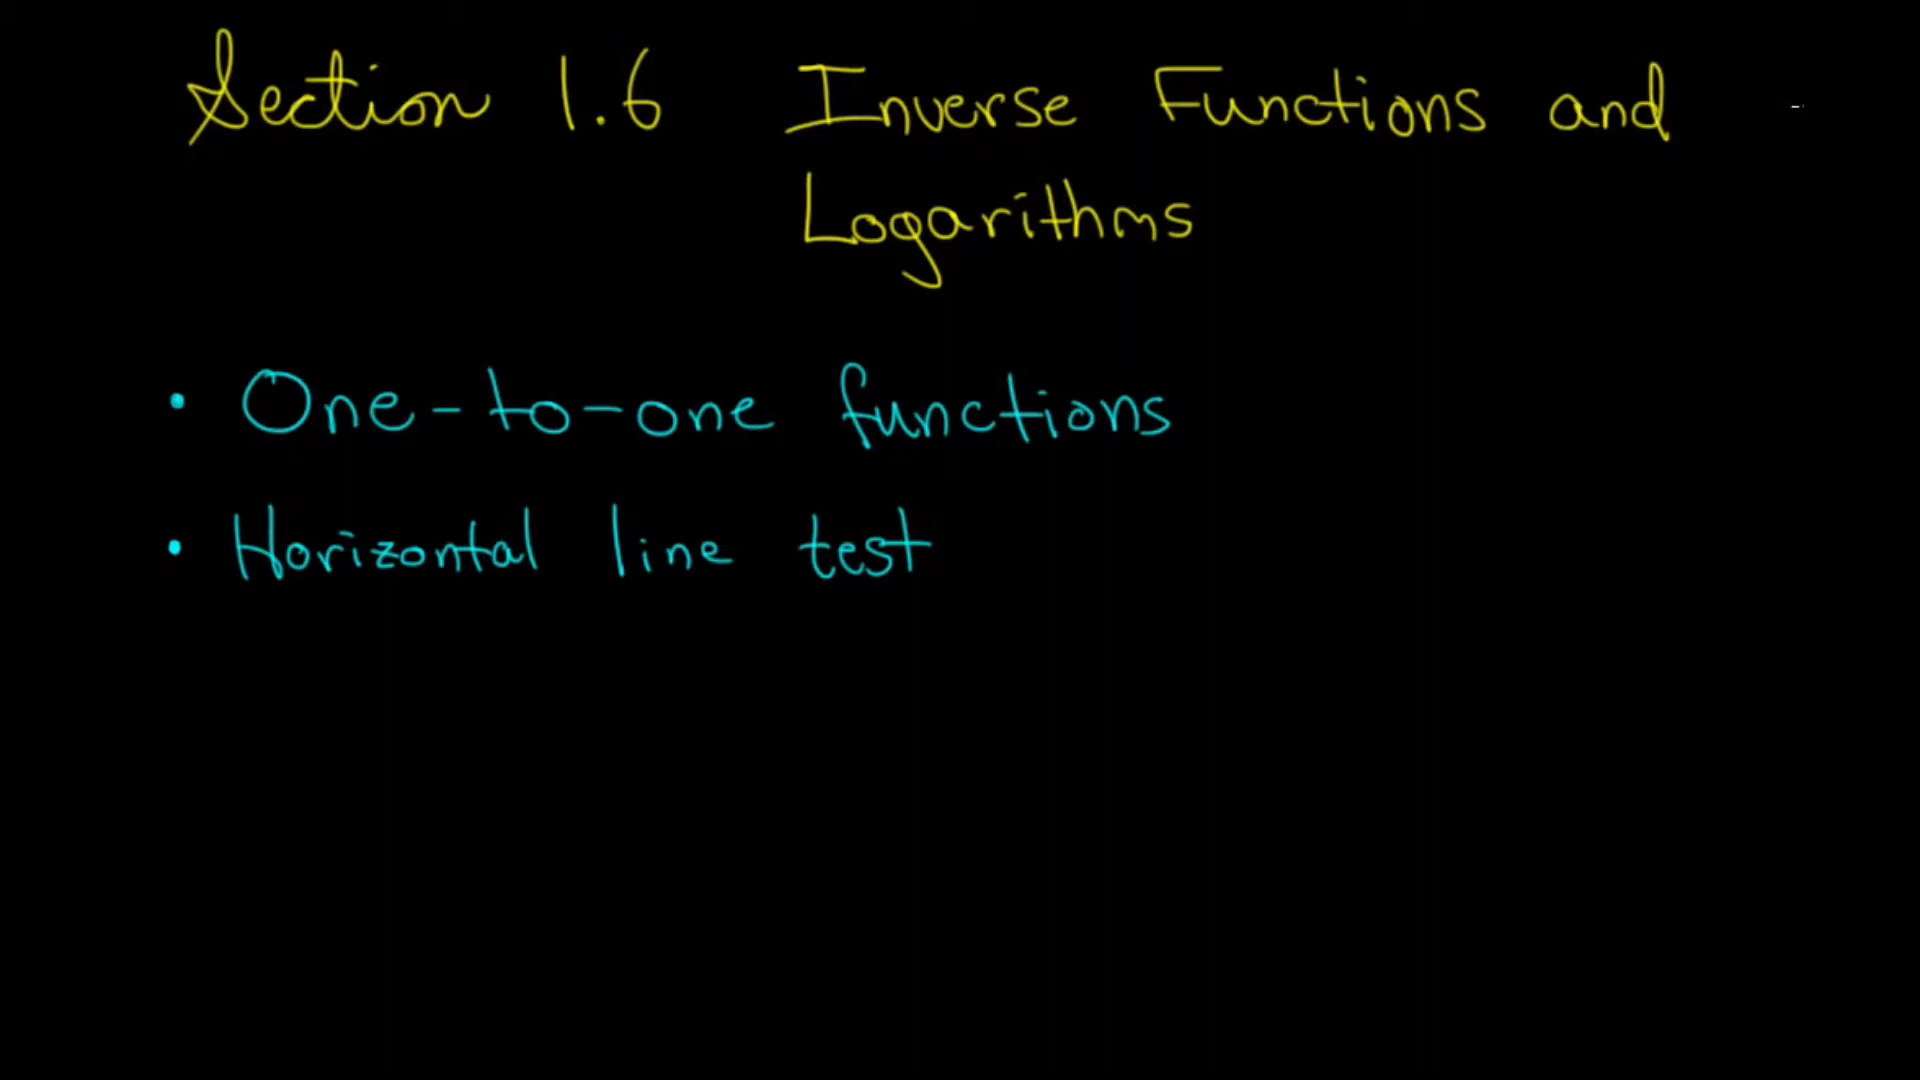 Section 1.6 Inverse Functions and
Logarithms
• One-to-one functions
• Horizontal line test